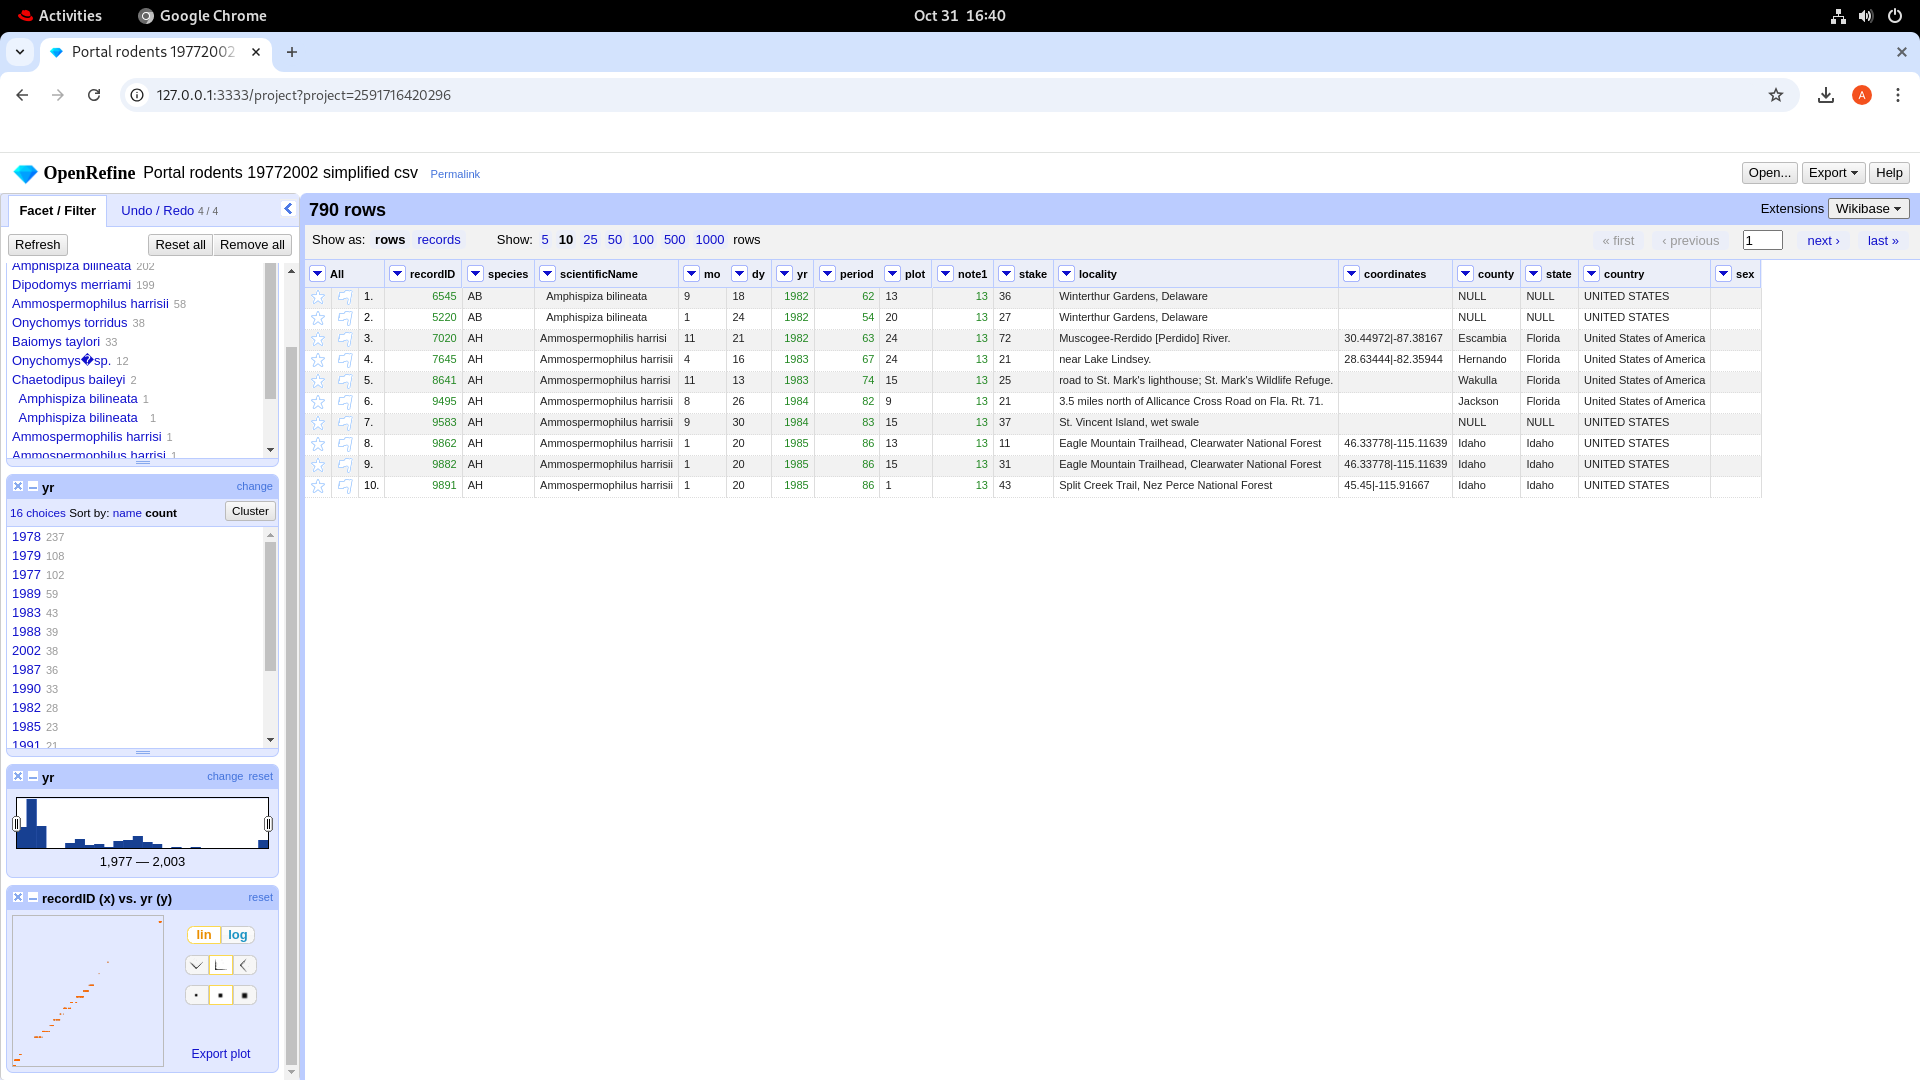 Activities
Google Chrome
Oct 31 16:40
Portal rodents 19772002
127.0.0.1:3333/project?project=2591716420296
A
OpenRefine Portal rodents 19772002 simplified csv Permalink
Open... Export Help
Facet / Filter Undo / Redo 4 / 4
790 rows
Extensions Wikibase
Refresh Reset all Remove all
Show as: rows records Show: 5 10 25 50 100 500 1000 rows
« first ‹ previous 1 next › last »
Amphispiza bilineata 202
Dipodomys merriami 199
Ammospermophilus harrisii 58
Onychomys torridus 38
Baiomys taylori 33
Onychomys�sp. 12
Chaetodipus baileyi 2
Amphispiza bilineata 1
Amphispiza bilineata 1
Ammospermophilis harrisi 1
Ammospermophilus harrisi 1
yr change
16 choices Sort by: name count Cluster
1978 237
1979 108
1977 102
1989 59
1983 43
1988 39
2002 38
1987 36
1990 33
1982 28
1985 23
1991 21
yr change reset
1,977 — 2,003
recordID (x) vs. yr (y) reset
lin log
Export plot
All recordID species scientificName mo dy yr period plot note1 stake locality coordinates county state country sex
1. 6545 AB Amphispiza bilineata 9 18 1982 62 13 13 36 Winterthur Gardens, Delaware NULL NULL UNITED STATES
2. 5220 AB Amphispiza bilineata 1 24 1982 54 20 13 27 Winterthur Gardens, Delaware NULL NULL UNITED STATES
3. 7020 AH Ammospermophilis harrisi 11 21 1982 63 24 13 72 Muscogee-Rerdido [Perdido] River. 30.44972|-87.38167 Escambia Florida United States of America
4. 7645 AH Ammospermophilus harrisii 4 16 1983 67 24 13 21 near Lake Lindsey. 28.63444|-82.35944 Hernando Florida United States of America
5. 8641 AH Ammospermophilus harrisi 11 13 1983 74 15 13 25 road to St. Mark's lighthouse; St. Mark's Wildlife Refuge. Wakulla Florida United States of America
6. 9495 AH Ammospermophilus harrisii 8 26 1984 82 9 13 21 3.5 miles north of Allicance Cross Road on Fla. Rt. 71. Jackson Florida United States of America
7. 9583 AH Ammospermophilus harrisii 9 30 1984 83 15 13 37 St. Vincent Island, wet swale NULL NULL UNITED STATES
8. 9862 AH Ammospermophilus harrisii 1 20 1985 86 13 13 11 Eagle Mountain Trailhead, Clearwater National Forest 46.33778|-115.11639 Idaho Idaho UNITED STATES
9. 9882 AH Ammospermophilus harrisii 1 20 1985 86 15 13 31 Eagle Mountain Trailhead, Clearwater National Forest 46.33778|-115.11639 Idaho Idaho UNITED STATES
10. 9891 AH Ammospermophilus harrisii 1 20 1985 86 1 13 43 Split Creek Trail, Nez Perce National Forest 45.45|-115.91667 Idaho Idaho UNITED STATES